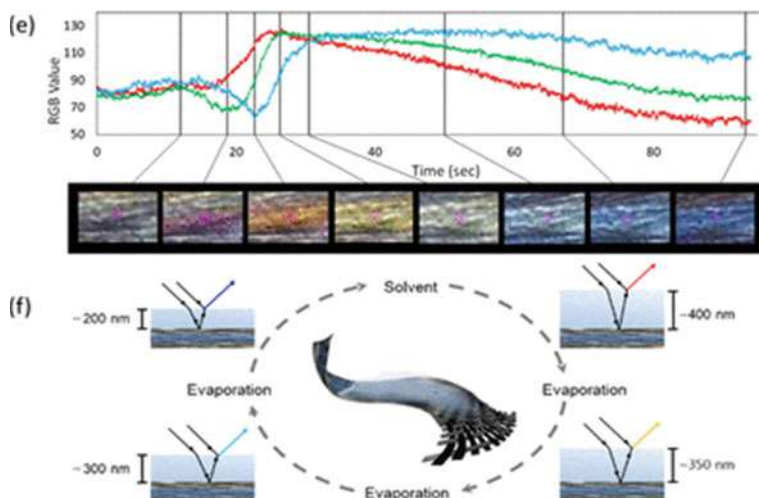 (e)
130
110
90
70
50
RGB Value
0
20
40
60
80
Time (sec)
(f)
Solvent
~200 nm
~400 nm
Evaporation
Evaporation
~300 nm
~350 nm
Evaporation